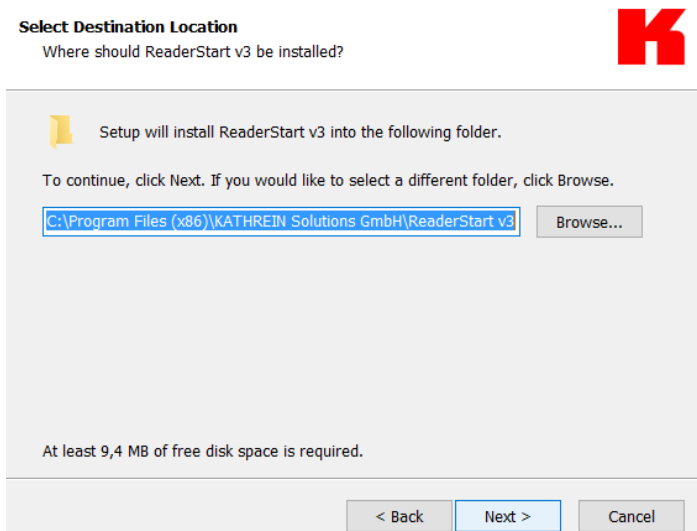 Select Destination Location
Where should ReaderStart v3 be installed?
Setup will install ReaderStart v3 into the following folder.
To continue, click Next. If you would like to select a different folder, click Browse.
C:\Program Files (x86)\KATHREIN Solutions GmbH\ReaderStart v3
Browse...
At least 9,4 MB of free disk space is required.
< Back
Next >
Cancel